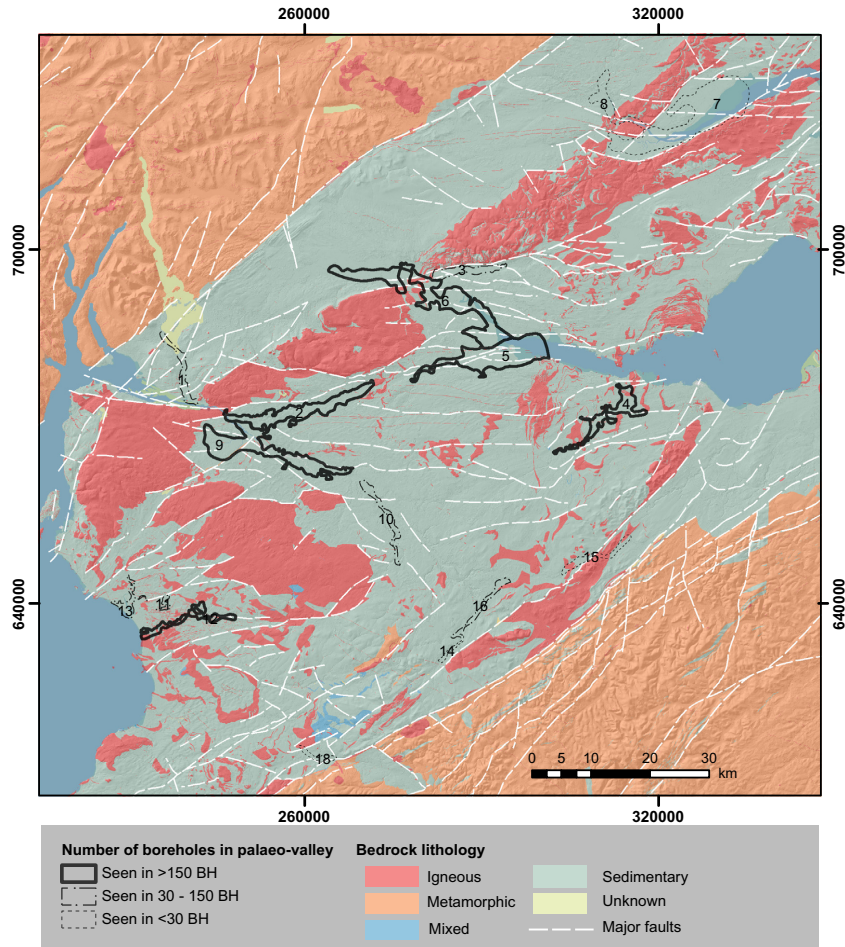 260000 320000
8 7
700000 700000
3
6
5
1
2 4
9
10
15
16
13 11 12
640000 640000
14
18
0 5 10 20 30
km
260000 320000
Number of boreholes in palaeo-valley Bedrock lithology
Seen in >150 BH Igneous Sedimentary
Seen in 30 - 150 BH Metamorphic Unknown
Seen in <30 BH Mixed Major faults